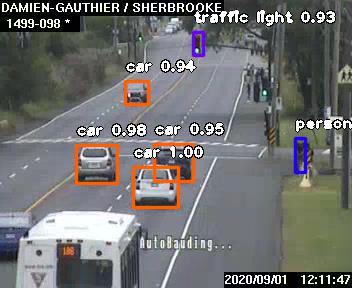 DAMIEN-GAUTHIER / SHERBROOKE
1499-098 *
traffic light 0.93
car 0.94
person
car 0.98 car 0.95
car 1.00
186
AutoBauding...
2020/09/01 12:11:47